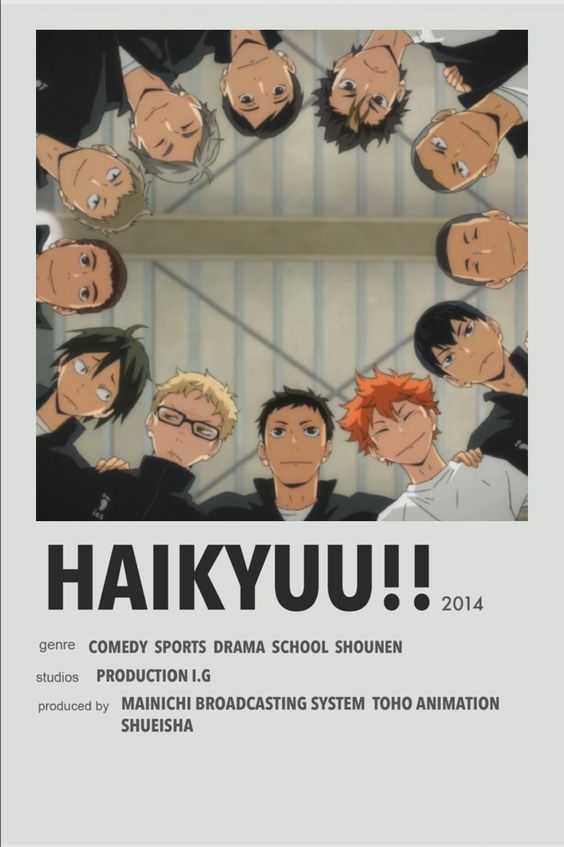 HAIKYUU!! 2014
genre COMEDY SPORTS DRAMA SCHOOL SHOUNEN
studios PRODUCTION I.G
produced by MAINICHI BROADCASTING SYSTEM TOHO ANIMATION
SHUEISHA